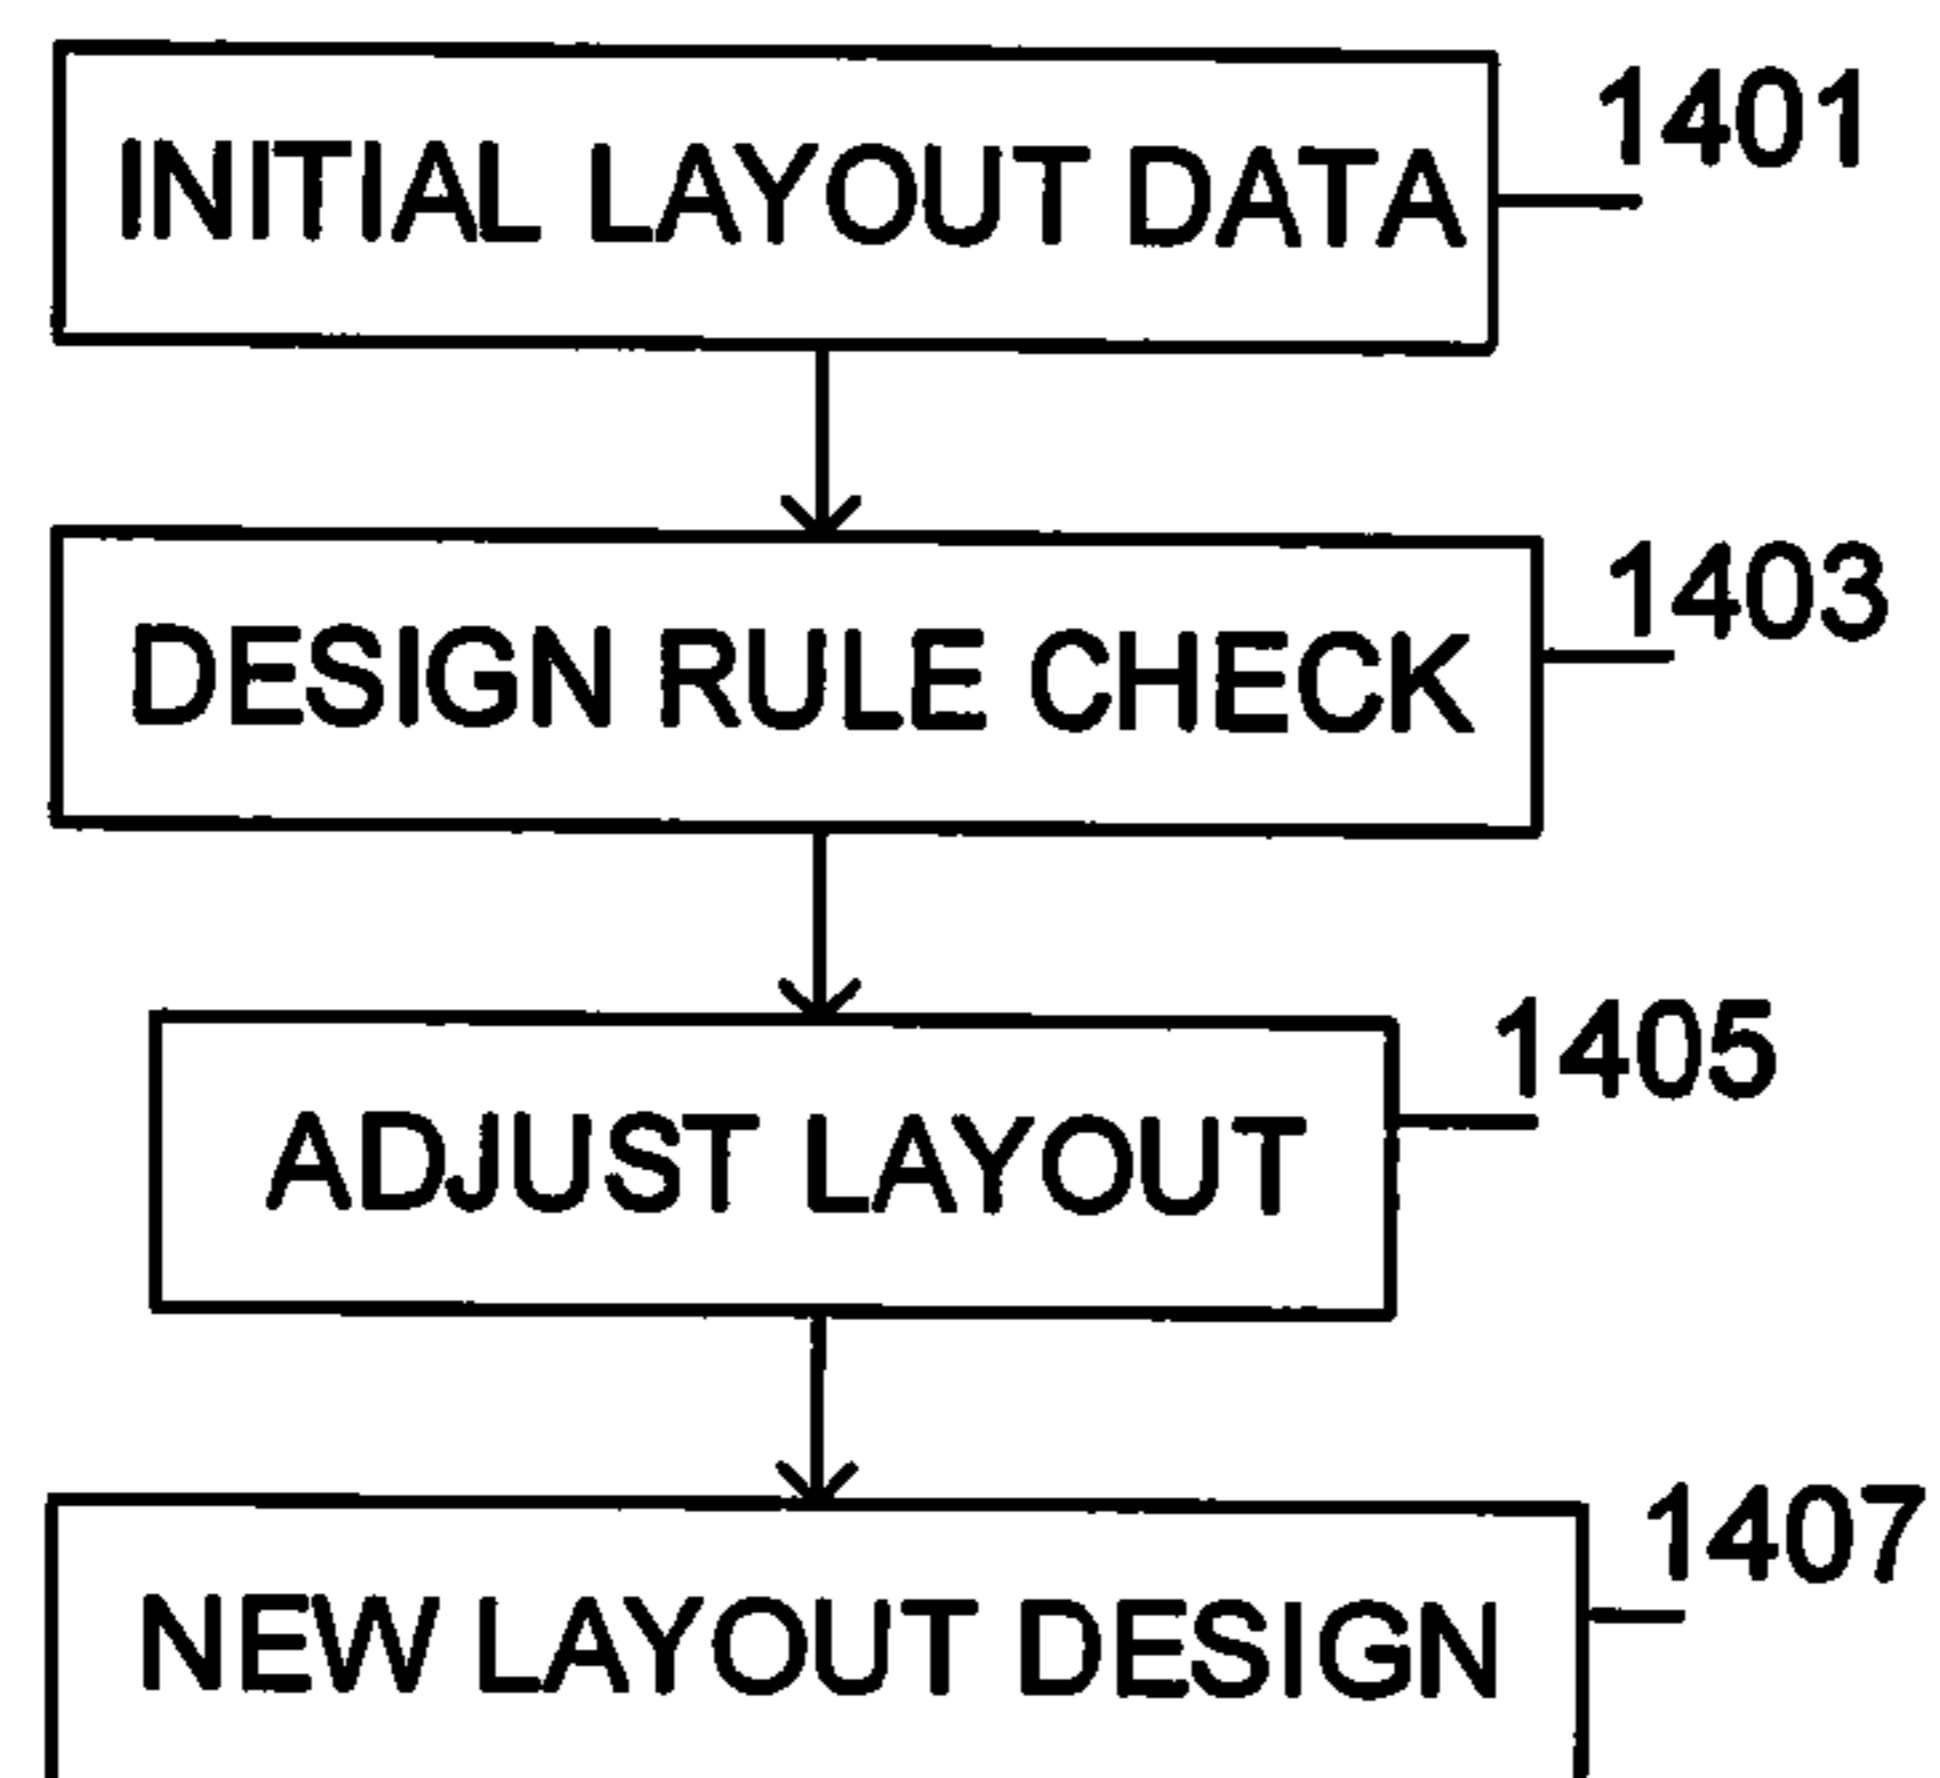 INITIAL LAYOUT DATA
1401
DESIGN RULE CHECK
1403
ADJUST LAYOUT
1405
NEW LAYOUT DESIGN
1407